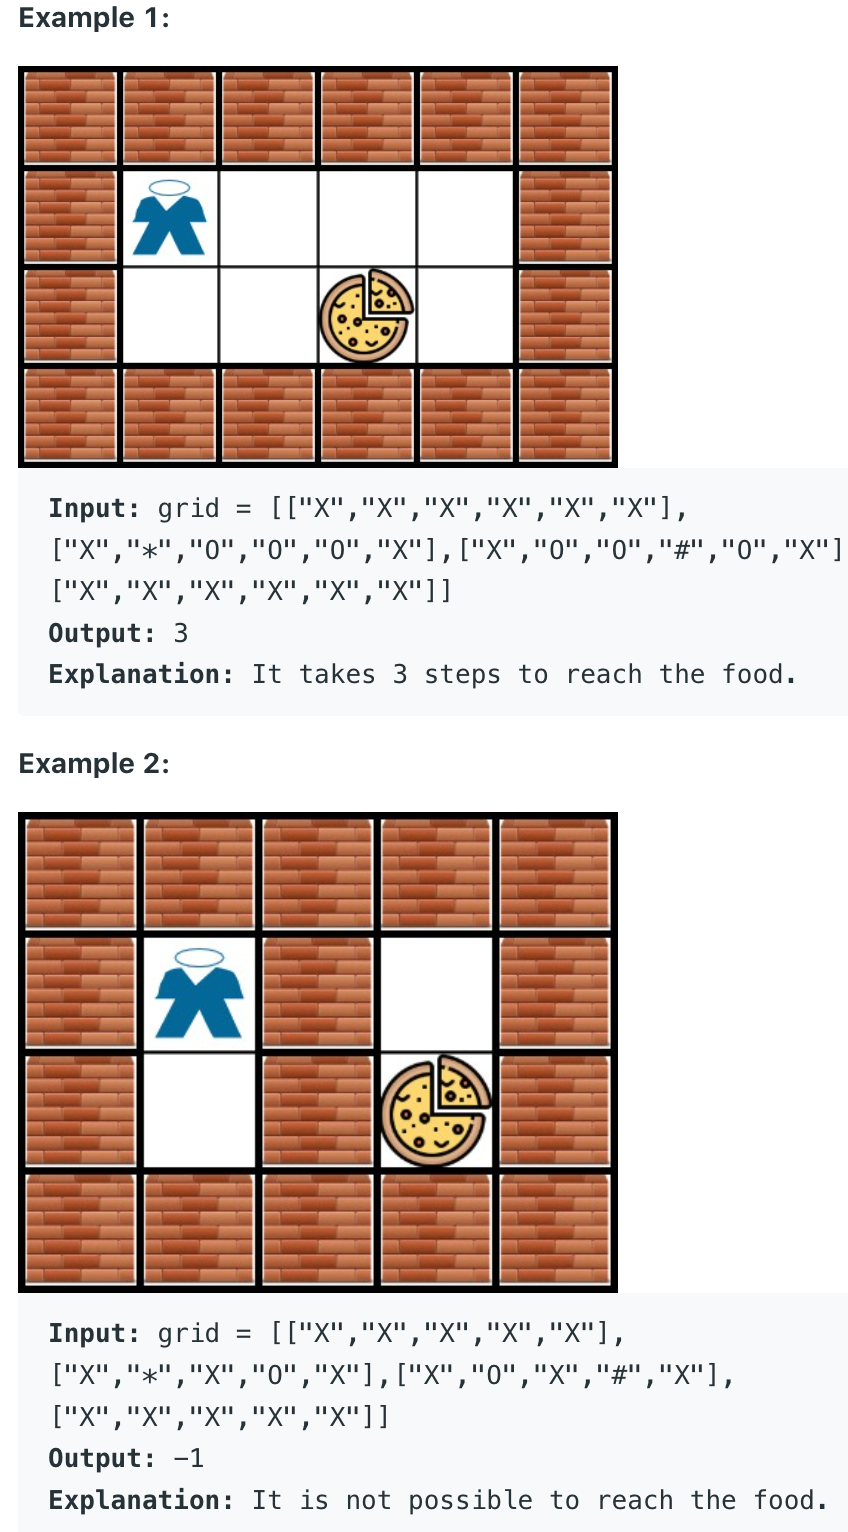 Example 1:
Input: grid = [["X","X","X","X","X","X"],
["X","*","O","O","O","X"],["X","O","O","#","O","X"]
["X","X","X","X","X","X"]]
Output: 3
Explanation: It takes 3 steps to reach the food.
Example 2:
Input: grid = [["X","X","X","X","X"],
["X","*","X","O","X"],["X","O","X","#","X"],
["X","X","X","X","X"]]
Output: -1
Explanation: It is not possible to reach the food.